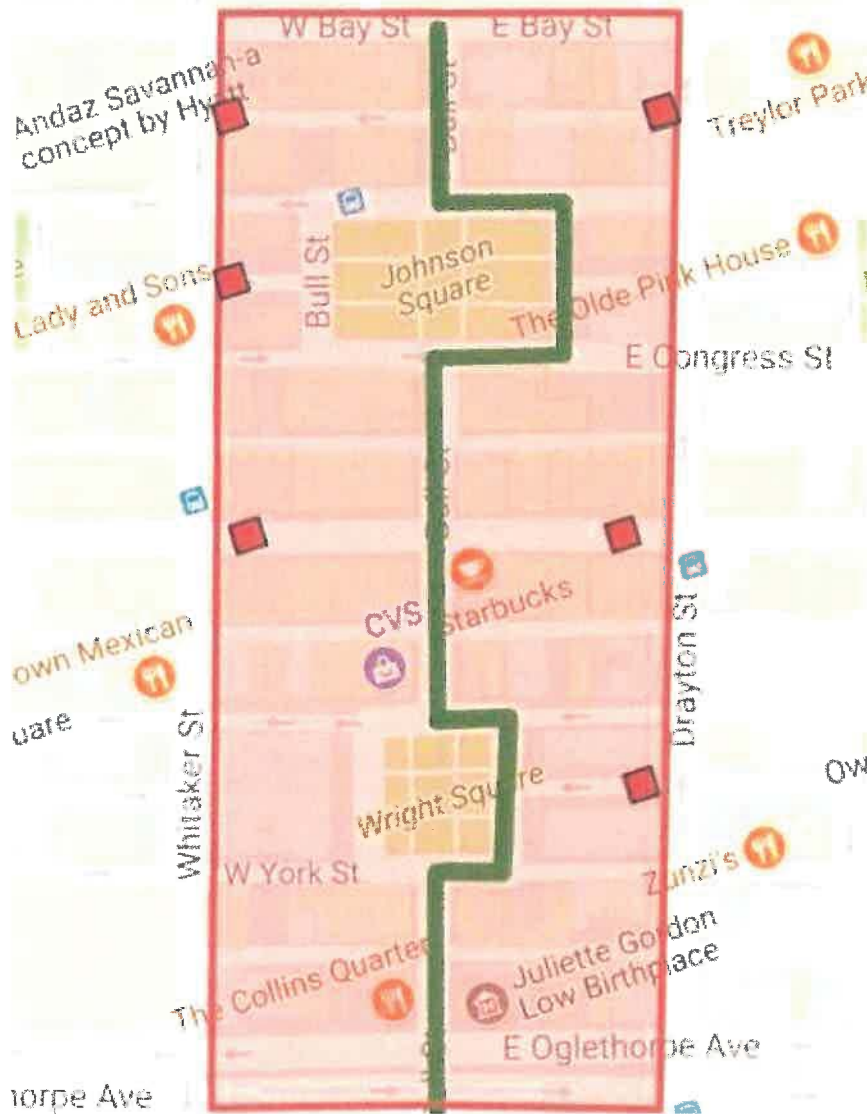 W Bay St
E Bay St
Andaz Savannah-a
concept by Hyatt
Treylor Park
Bull St
Johnson
Square
The Olde Pink House
Lady and Sons
E Congress St
CVS
Starbucks
own Mexican
Drayton St
uare
Whitaker St
Wright Square
Ow
W York St
Zunzi's
Juliette Gordon
Low Birthplace
The Collins Quarter
E Oglethorpe Ave
horpe Ave